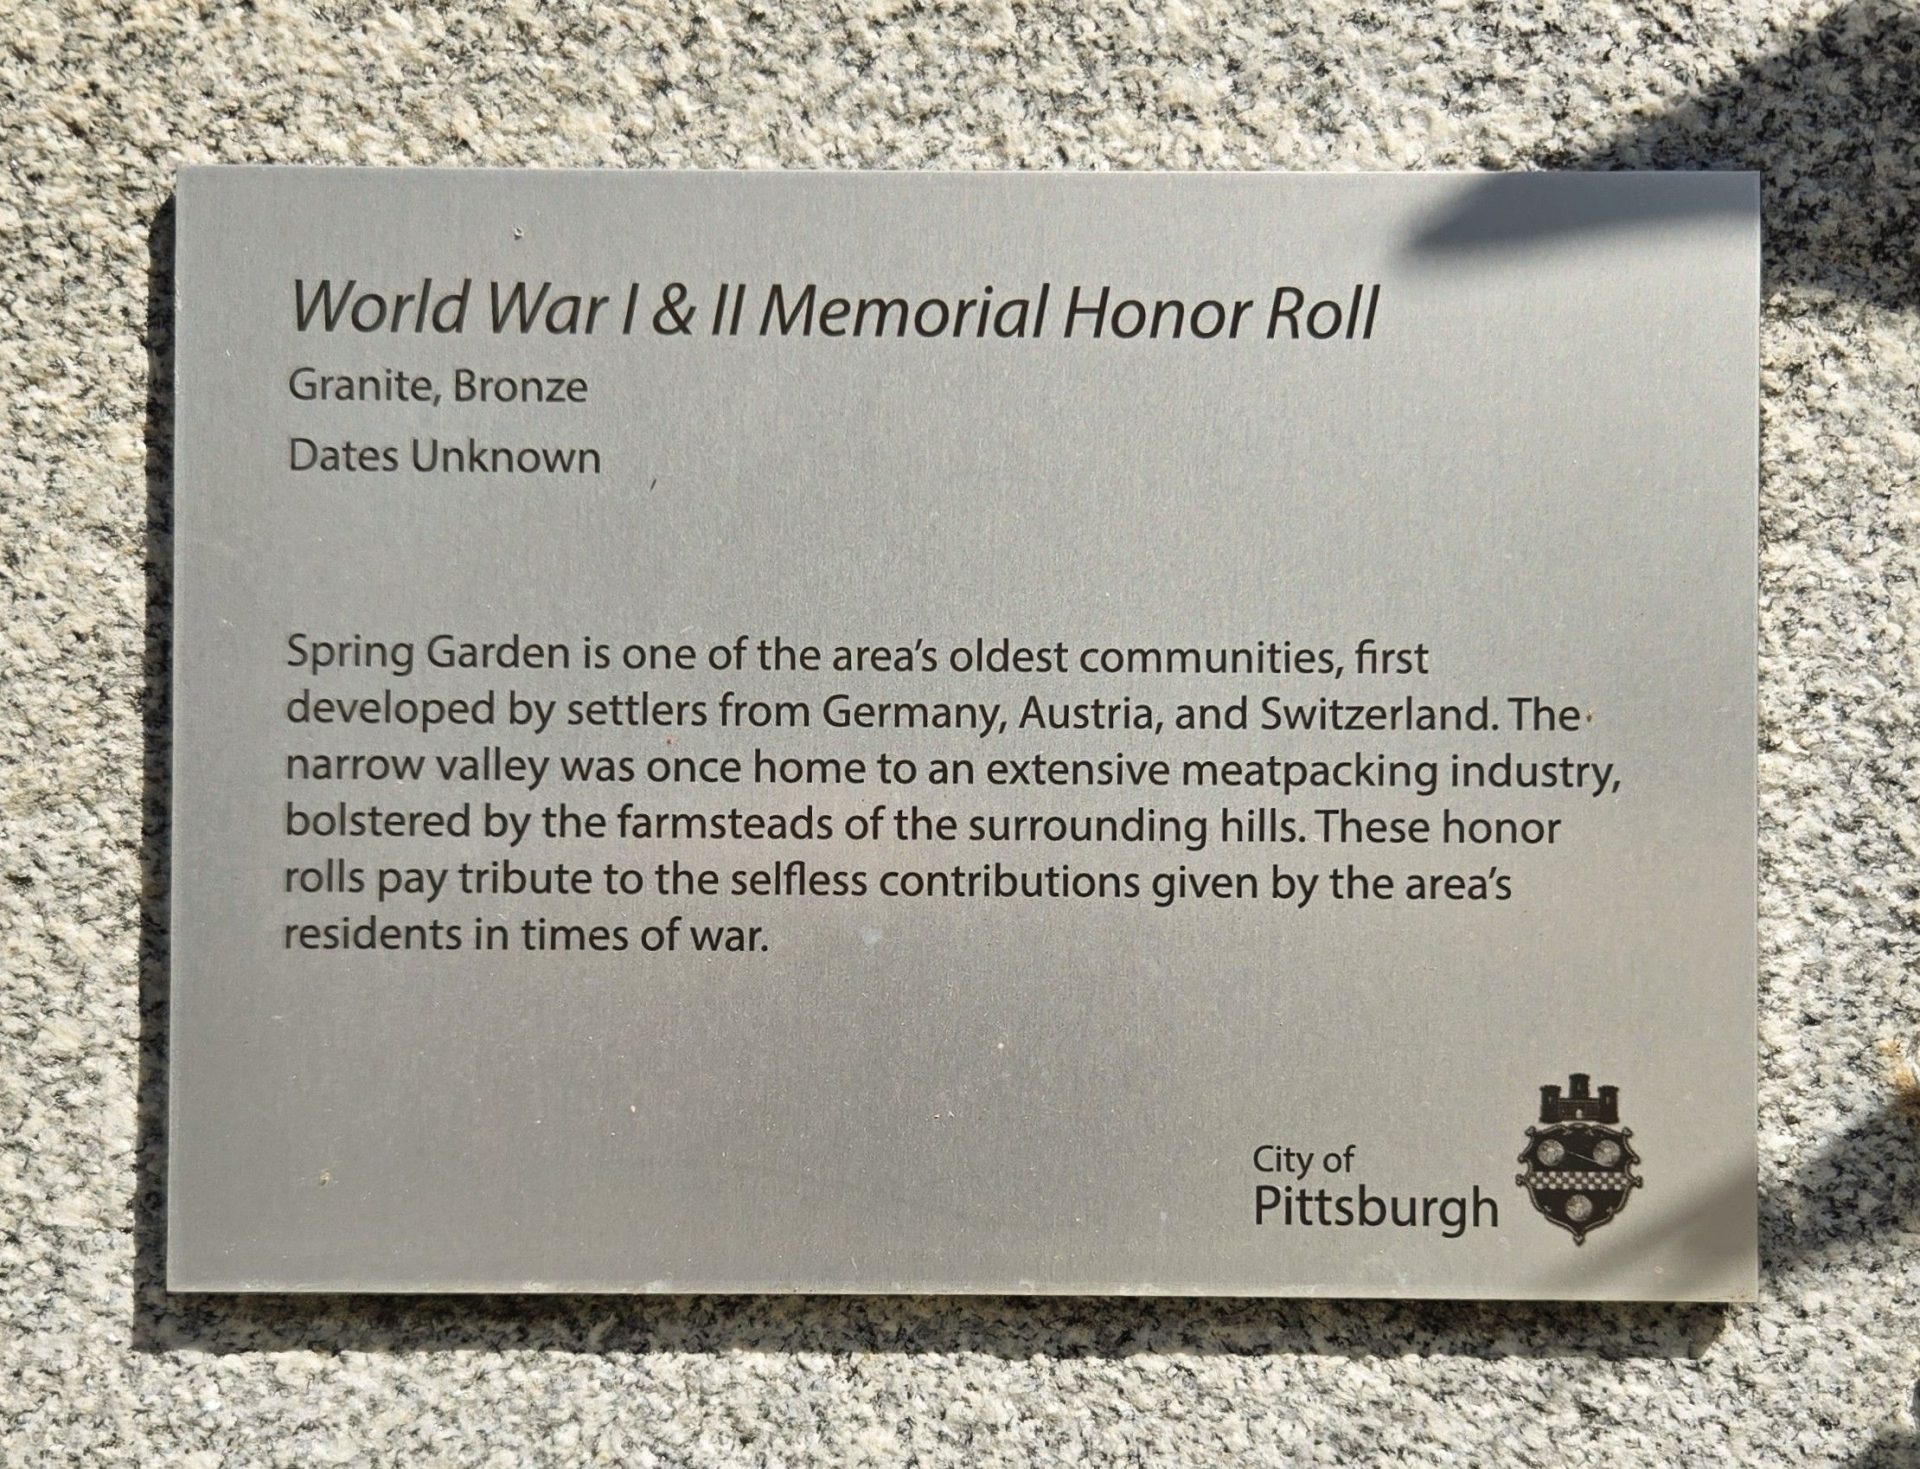 World War I & II Memorial Honor Roll
Granite, Bronze
Dates Unknown
Spring Garden is one of the area’s oldest communities, first
developed by settlers from Germany, Austria, and Switzerland. The
narrow valley was once home to an extensive meatpacking industry,
bolstered by the farmsteads of the surrounding hills. These honor
rolls pay tribute to the selfless contributions given by the area’s
residents in times of war.
City of
Pittsburgh